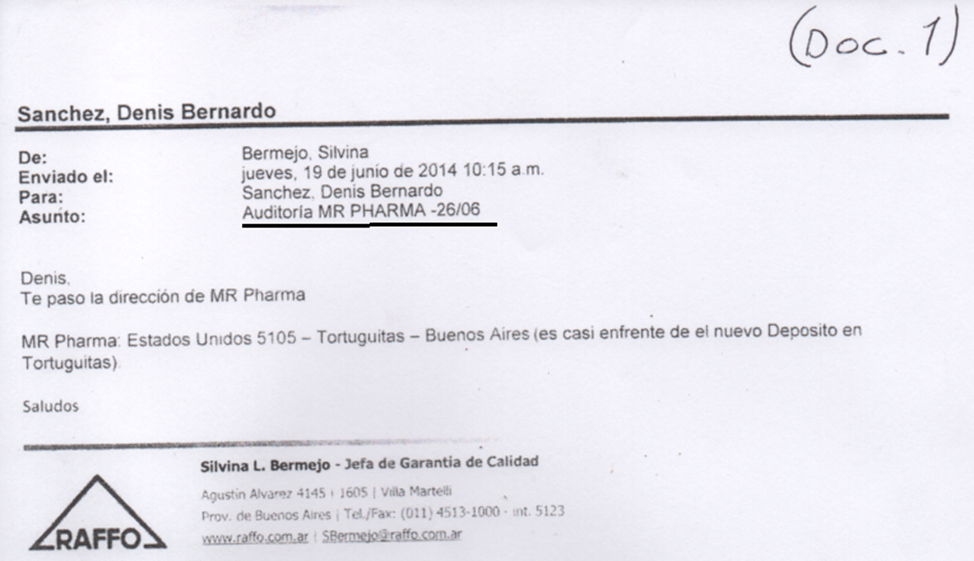 (Doc. 1)
Sanchez, Denis Bernardo
De: Bermejo, Silvina
Enviado el: jueves, 19 de junio de 2014 10:15 a.m.
Para: Sanchez, Denis Bernardo
Asunto: Auditoría MR PHARMA -26/06
Denis,
Te paso la dirección de MR Pharma
MR Pharma: Estados Unidos 5105 – Tortuguitas – Buenos Aires (es casi enfrente de el nuevo Deposito en
Tortuguitas).
Saludos
Silvina L. Bermejo - Jefa de Garantia de Calidad
Agustin Alvarez 4145 | 1605 | Villa Martelli
Prov. de Buenos Aires | Tel./Fax: (011) 4513-1000 - int. 5123
www.raffo.com.ar | SBermejo@raffo.com.ar
RAFFO